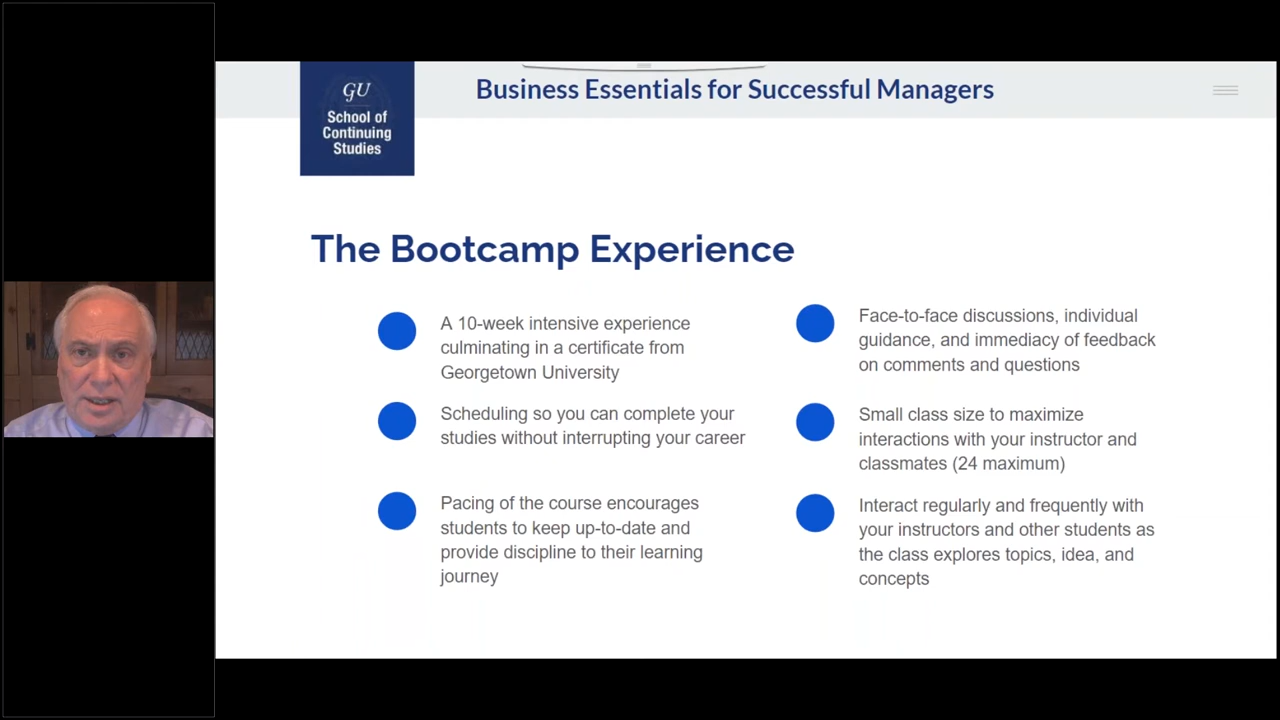 GU
School of
Continuing
Studies
Business Essentials for Successful Managers
The Bootcamp Experience
A 10-week intensive experience
culminating in a certificate from
Georgetown University
Scheduling so you can complete your
studies without interrupting your career
Pacing of the course encourages
students to keep up-to-date and
provide discipline to their learning
journey
Face-to-face discussions, individual
guidance, and immediacy of feedback
on comments and questions
Small class size to maximize
interactions with your instructor and
classmates (24 maximum)
Interact regularly and frequently with
your instructors and other students as
the class explores topics, idea, and
concepts